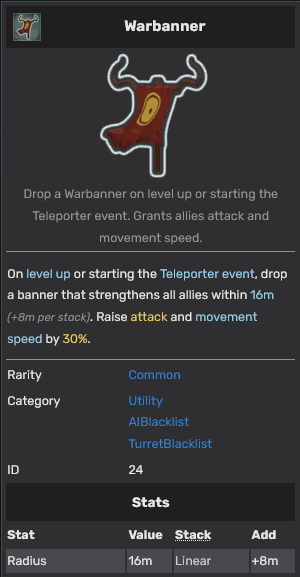 Warbanner
Drop a Warbanner on level up or starting the
Teleporter event. Grants allies attack and
movement speed.
On level up or starting the Teleporter event, drop
a banner that strengthens all allies within 16m
(+8m per stack). Raise attack and movement
speed by 30%.
Rarity Common
Category Utility
AIBlacklist
TurretBlacklist
ID 24
Stats
Stat Value Stack Add
Radius 16m Linear +8m